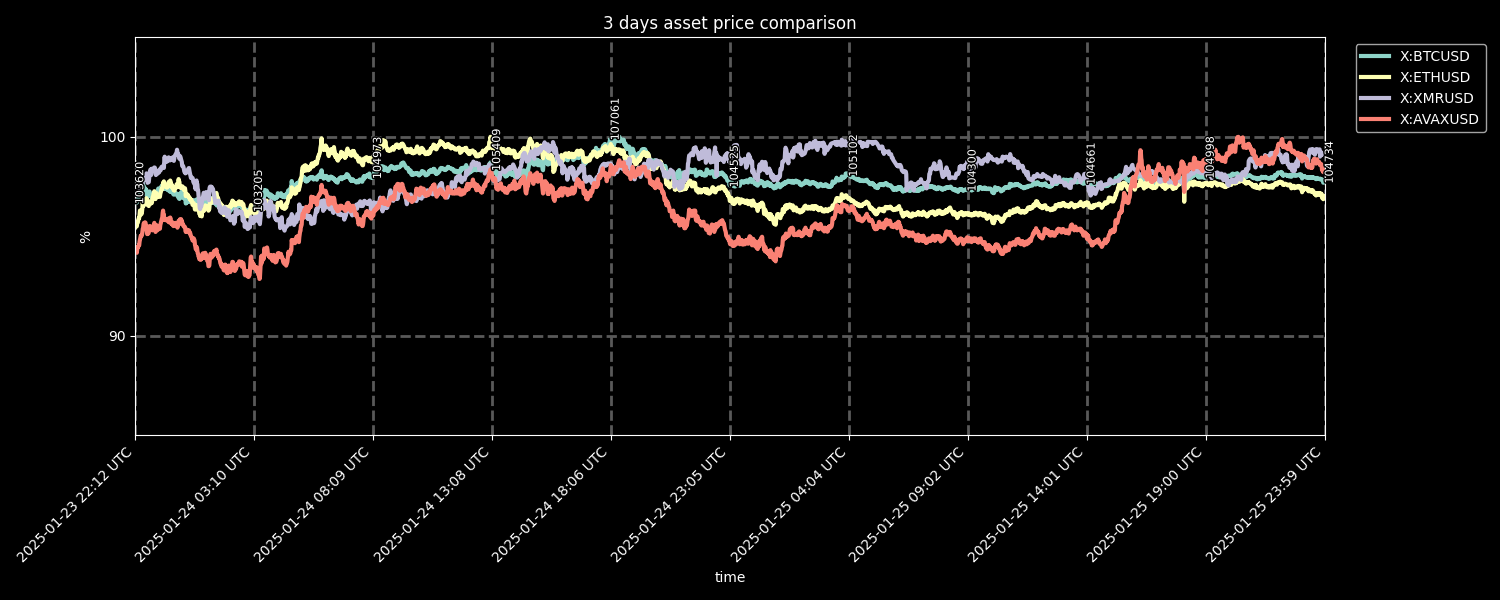 3 days asset price comparison
X:BTCUSD
X:ETHUSD
X:XMRUSD
X:AVAXUSD
%
100
90
103620
103205
104973
105409
107061
104525
105102
104300
104661
104998
104734
2025-01-23 22:12 UTC
2025-01-24 03:10 UTC
2025-01-24 08:09 UTC
2025-01-24 13:08 UTC
2025-01-24 18:06 UTC
2025-01-24 23:05 UTC
2025-01-25 04:04 UTC
2025-01-25 09:02 UTC
2025-01-25 14:01 UTC
2025-01-25 19:00 UTC
2025-01-25 23:59 UTC
time